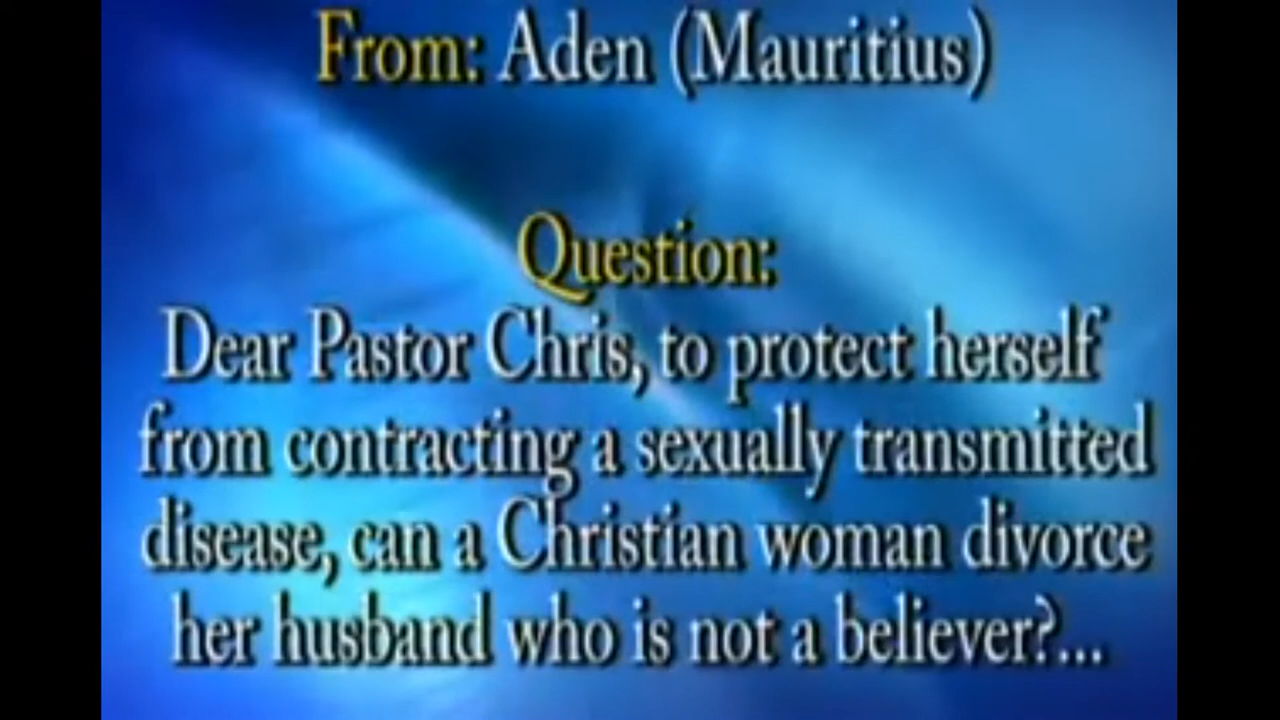 From: Aden (Mauritius)
Question:
Dear Pastor Chris, to protect herself
from contracting a sexually transmitted
disease, can a Christian woman divorce
her husband who is not a believer?...